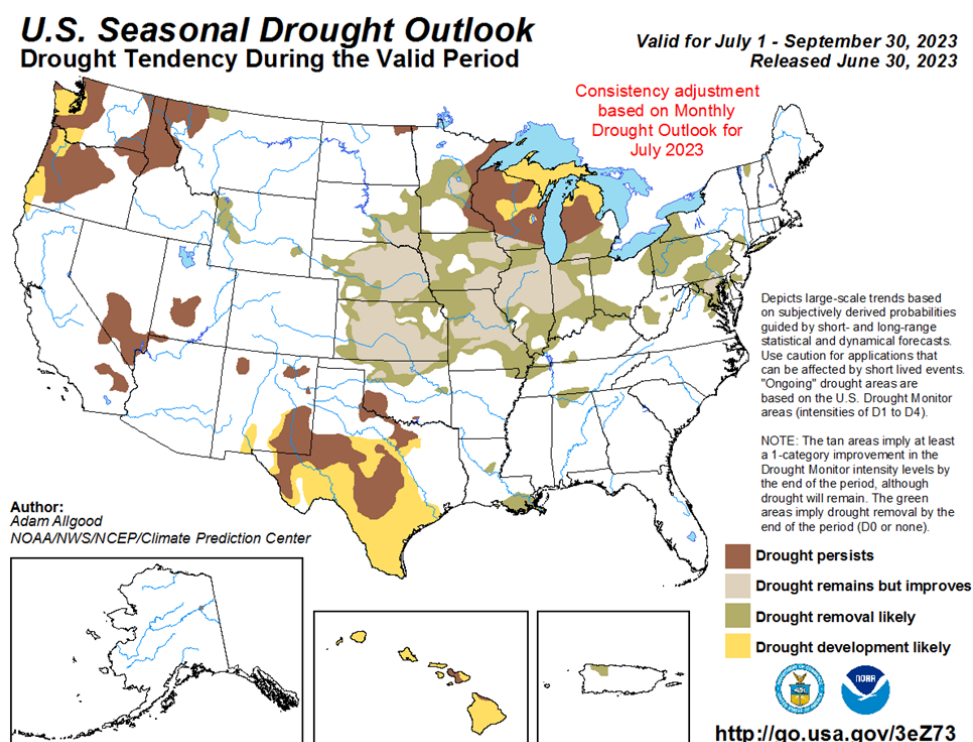 U.S. Seasonal Drought Outlook
Drought Tendency During the Valid Period
Valid for July 1 - September 30, 2023
Released June 30, 2023
Consistency adjustment
based on Monthly
Drought Outlook for
July 2023
Depicts large-scale trends based
on subjectively derived probabilities
guided by short- and long-range
statistical and dynamical forecasts.
Use caution for applications that
can be affected by short lived events.
"Ongoing" drought areas are
based on the U.S. Drought Monitor
areas (intensities of D1 to D4).
NOTE: The tan areas imply at least
a 1-category improvement in the
Drought Monitor intensity levels by
the end of the period, although
drought will remain. The green
areas imply drought removal by the
end of the period (D0 or none).
Author:
Adam Allgood
NOAA/NWS/NCEP/Climate Prediction Center
Drought persists
Drought remains but improves
Drought removal likely
Drought development likely
NOAA
http://go.usa.gov/3eZ73